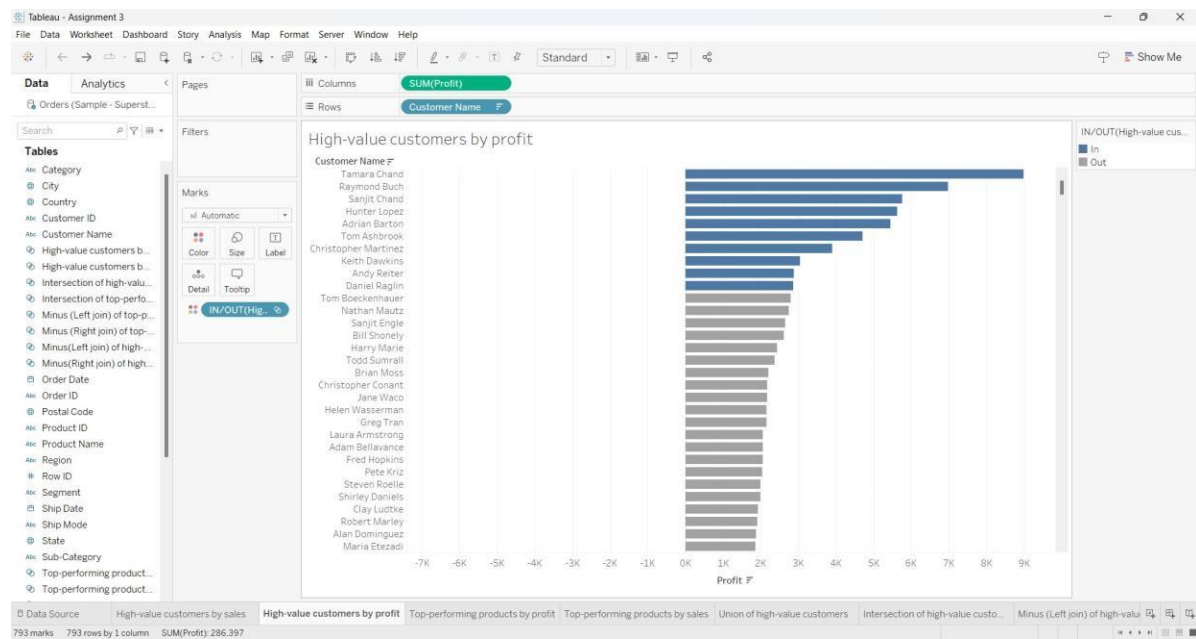 Tableau - Assignment 3
File Data Worksheet Dashboard Story Analysis Map Format Server Window Help
Standard
Show Me
Data Analytics
Pages
Columns SUM(Profit)
Orders (Sample - Superst...
Rows Customer Name
Search
Filters
Tables
Category
City
Country
Customer ID
Customer Name
High-value customers b...
High-value customers b...
Intersection of high-valu...
Intersection of top-perfo...
Minus (Left join) of top-p...
Minus (Right join) of top-...
Minus(Left join) of high-...
Minus(Right join) of high...
Order Date
Order ID
Postal Code
Product ID
Product Name
Region
Row ID
Segment
Ship Date
Ship Mode
State
Sub-Category
Top-performing product...
Top-performing product...
Marks
Automatic
Color Size Label
Detail Tooltip
IN/OUT(Hig..
High-value customers by profit
Customer Name
Tamara Chand
Raymond Buch
Sanjit Chand
Hunter Lopez
Adrian Barton
Tom Ashbrook
Christopher Martinez
Keith Dawkins
Andy Reiter
Daniel Raglin
Tom Boeckenhauer
Nathan Mautz
Sanjit Engle
Bill Shonely
Harry Marie
Todd Sumrall
Brian Moss
Christopher Conant
Jane Waco
Helen Wasserman
Greg Tran
Laura Armstrong
Adam Bellavance
Fred Hopkins
Pete Kriz
Steven Roelle
Shirley Daniels
Clay Ludtke
Robert Marley
Alan Dominguez
Maria Etezadi
-7K -6K -5K -4K -3K -2K -1K 0K 1K 2K 3K 4K 5K 6K 7K 8K 9K
Profit
IN/OUT(High-value cus...
In
Out
Data Source High-value customers by sales High-value customers by profit Top-performing products by profit Top-performing products by sales Union of high-value customers Intersection of high-value custo... Minus (Left join) of high-valu
793 marks 793 rows by 1 column SUM(Profit): 286.397